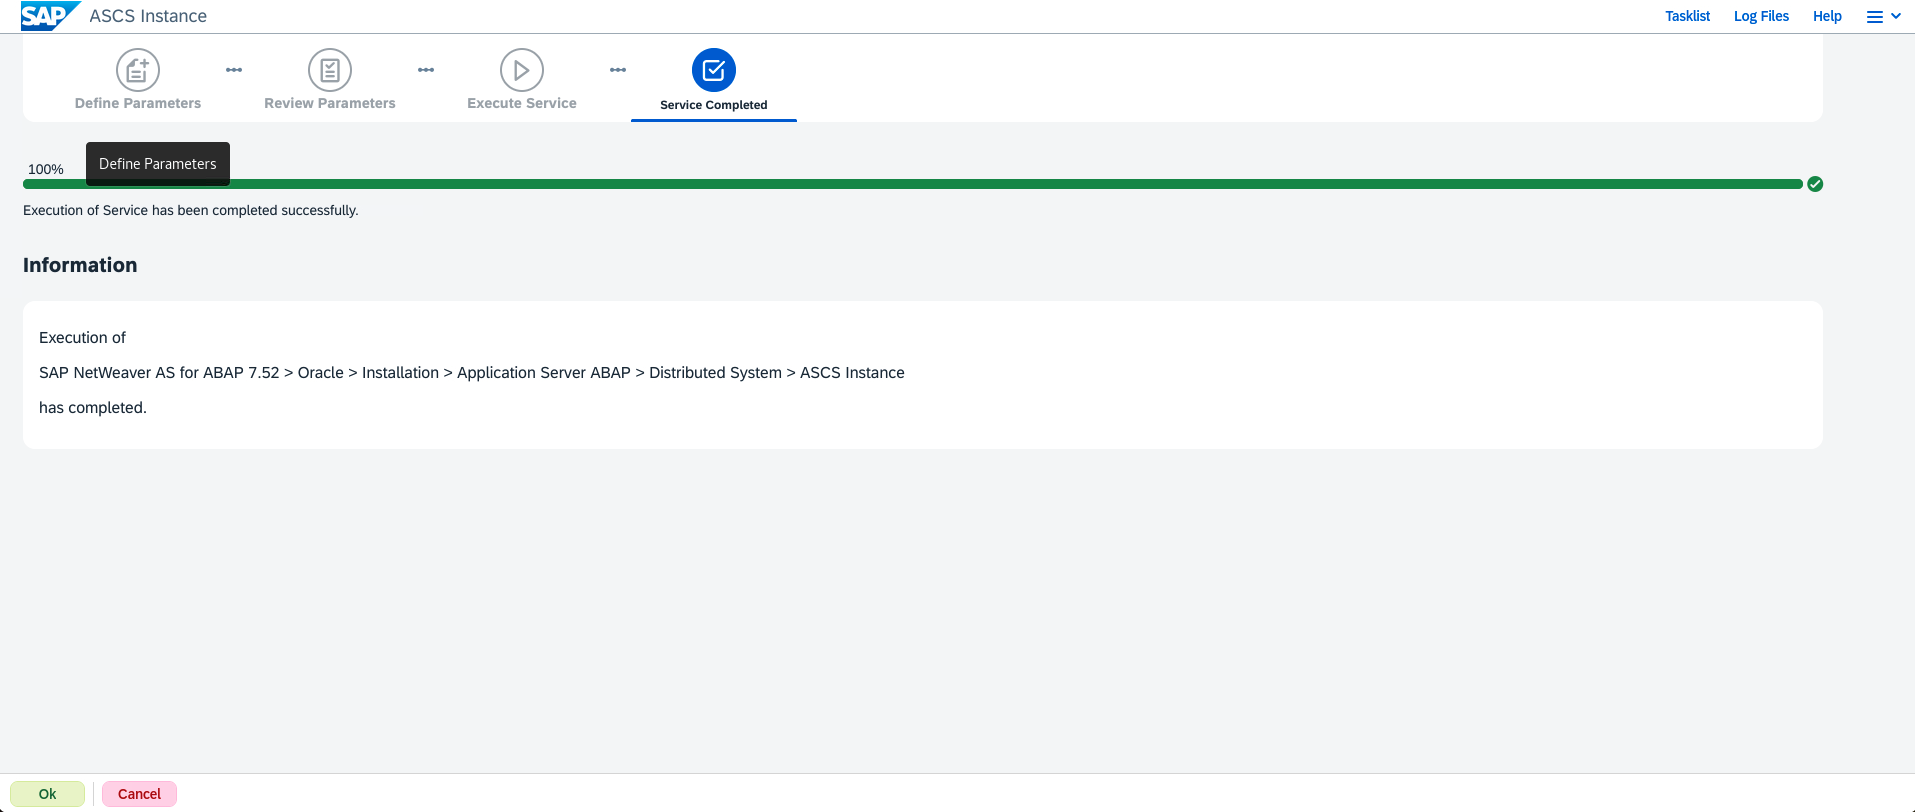 SAP ASCS Instance Tasklist Log Files Help
Define Parameters Review Parameters Execute Service Service Completed
Define Parameters
100%
Execution of Service has been completed successfully.
Information
Execution of
SAP NetWeaver AS for ABAP 7.52 > Oracle > Installation > Application Server ABAP > Distributed System > ASCS Instance
has completed.
Ok Cancel